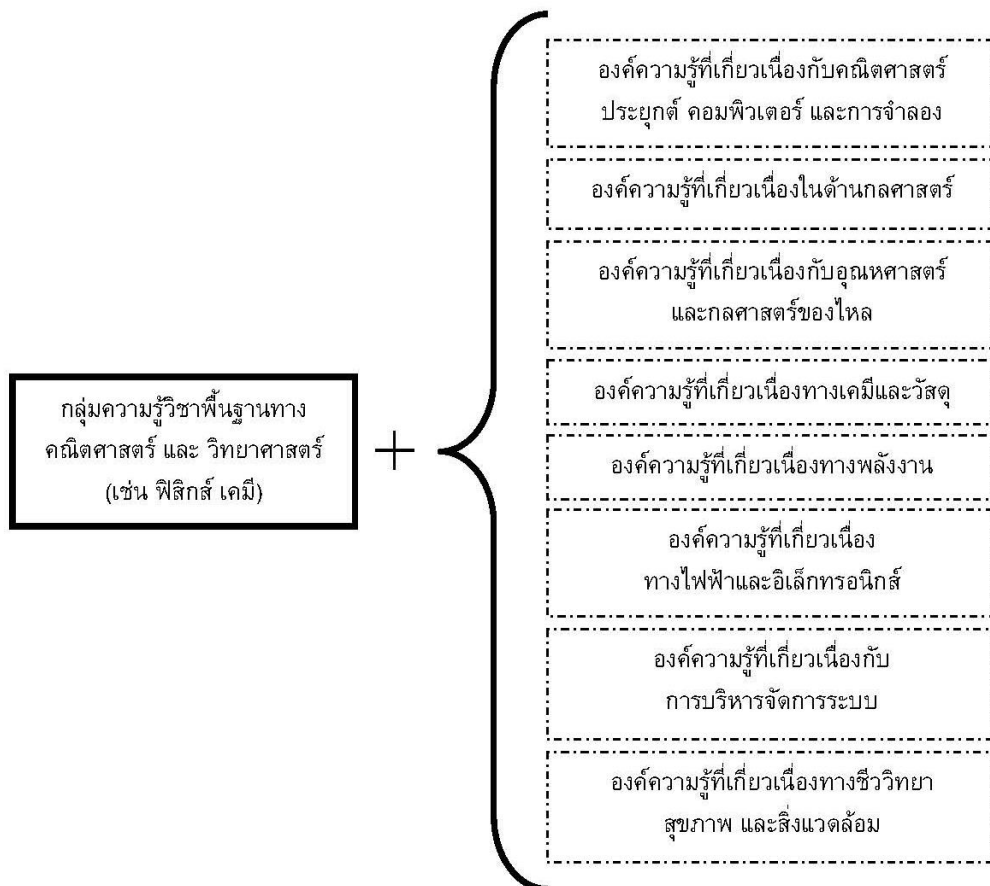 กลุ่มความรู้วิชาพื้นฐานทาง
คณิตศาสตร์ และ วิทยาศาสตร์
(เช่น ฟิสิกส์ เคมี)
+
องค์ความรู้ที่เกี่ยวเนื่องกับคณิตศาสตร์
ประยุกต์ คอมพิวเตอร์ และการจำลอง
องค์ความรู้ที่เกี่ยวเนื่องในด้านกลศาสตร์
องค์ความรู้ที่เกี่ยวเนื่องกับอุณหศาสตร์
และกลศาสตร์ของไหล
องค์ความรู้ที่เกี่ยวเนื่องทางเคมีและวัสดุ
องค์ความรู้ที่เกี่ยวเนื่องทางพลังงาน
องค์ความรู้ที่เกี่ยวเนื่อง
ทางไฟฟ้าและอิเล็กทรอนิกส์
องค์ความรู้ที่เกี่ยวเนื่องกับ
การบริหารจัดการระบบ
องค์ความรู้ที่เกี่ยวเนื่องทางชีววิทยา
สุขภาพ และสิ่งแวดล้อม